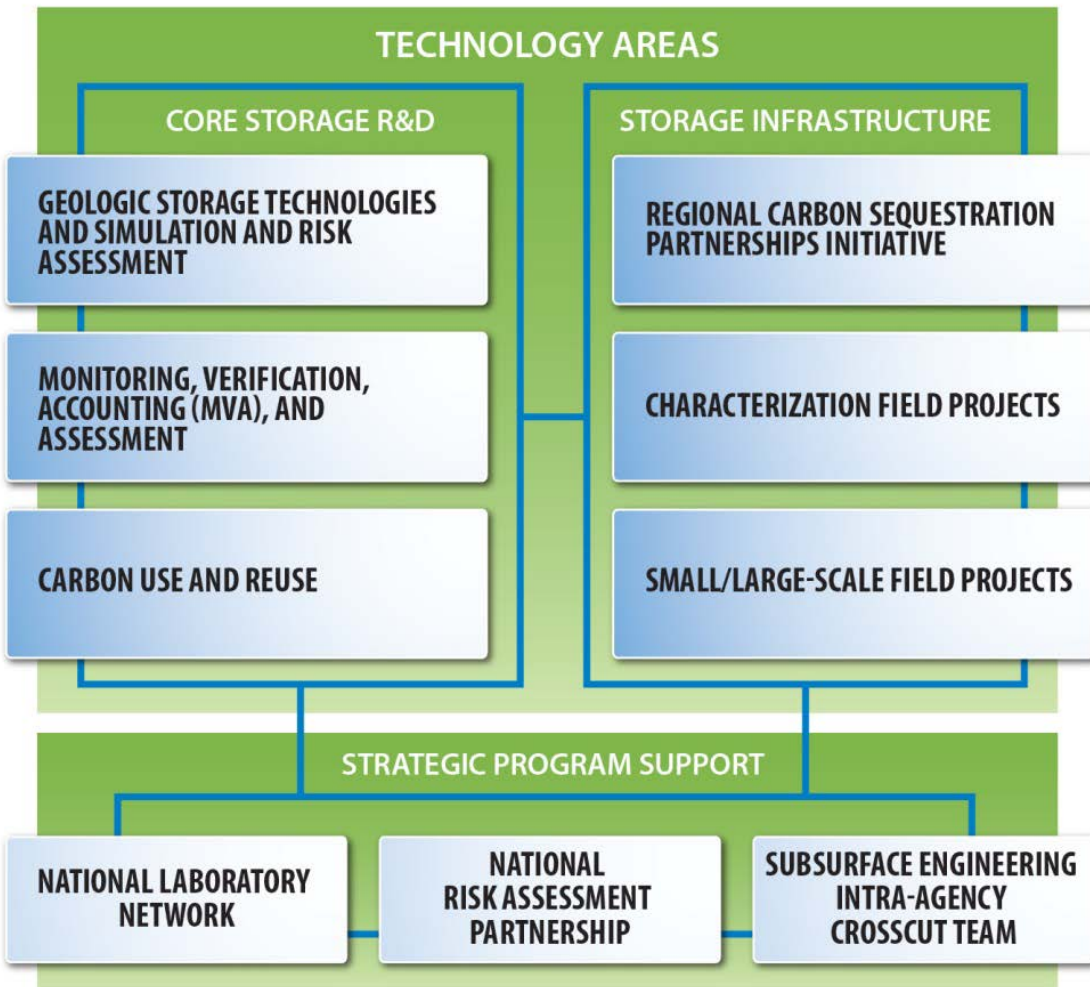 TECHNOLOGY AREAS
CORE STORAGE R&D
GEOLOGIC STORAGE TECHNOLOGIES
AND SIMULATION AND RISK
ASSESSMENT
MONITORING, VERIFICATION,
ACCOUNTING (MVA), AND
ASSESSMENT
CARBON USE AND REUSE
STORAGE INFRASTRUCTURE
REGIONAL CARBON SEQUESTRATION
PARTNERSHIPS INITIATIVE
CHARACTERIZATION FIELD PROJECTS
SMALL/LARGE-SCALE FIELD PROJECTS
STRATEGIC PROGRAM SUPPORT
NATIONAL LABORATORY
NETWORK
NATIONAL
RISK ASSESSMENT
PARTNERSHIP
SUBSURFACE ENGINEERING
INTRA-AGENCY
CROSSCUT TEAM